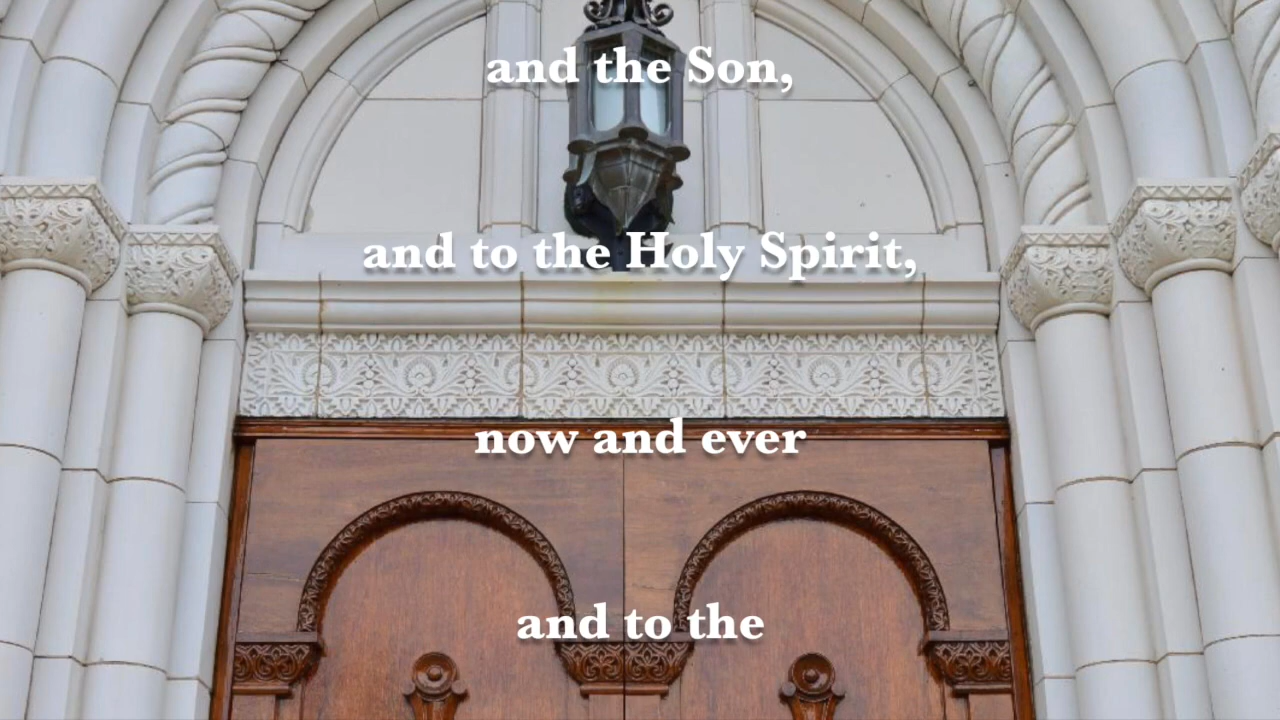 and the Son,
and to the Holy Spirit,
now and ever
and to the